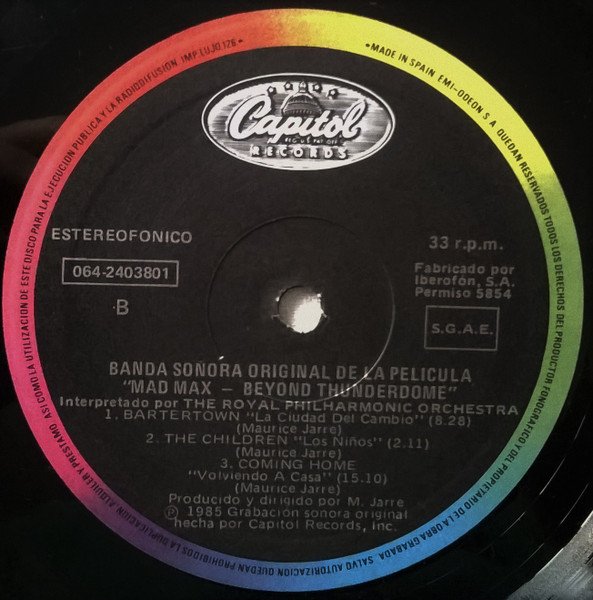 • MADE IN SPAIN EMI-ODEON S A QUEDAN RESERVADOS TODOS LOS DERECHOS DEL PRODUCTOR FONOGRAFICO Y DEL PROPIETARIO DE LA OBRA GRABADA. SALVO AUTORIZACION QUEDAN PROHIBIDOS LA DUPLICACION, ALQUILER Y PRESTAMO, ASI COMO LA UTILIZACION DE ESTE DISCO PARA LA EJECUCION PUBLICA Y LA RADIODIFUSION. IMP. LUJO 126 •
Capitol
REG US PAT OFF
RECORDS
ESTEREOFONICO
33 r.p.m.
064-2403801
Fabricado por
Iberofón, S.A.
Permiso 5854
B
S.G.A.E.
BANDA SOÑORA ORIGINAL DE LA PELICULA
"MAD MAX – BEYOND THUNDERDOME"
Interpretado por THE ROYAL PHILHARMONIC ORCHESTRA
1. BARTERTOWN "La Ciudad Del Cambio" (8.28)
(Maurice Jarre)
2. THE CHILDREN "Los Niños" (2.11)
(Maurice Jarre)
3. COMING HOME
"Volviendo A Casa" (15.10)
(Maurice Jarre)
Producido y dirigido por M. Jarre
℗ 1985 Grabación sonora original
hecha por Capitol Records, Inc.